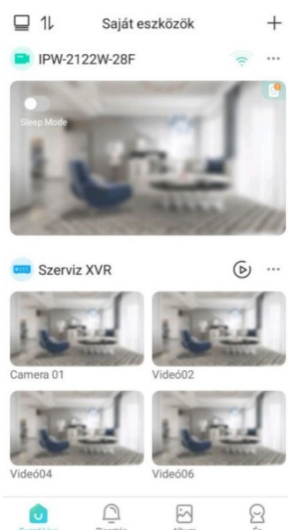 Saját eszközök
IPW-2122W-28F
Sleep Mode
Szerviz XVR
Camera 01
Videó02
Videó04
Videó06